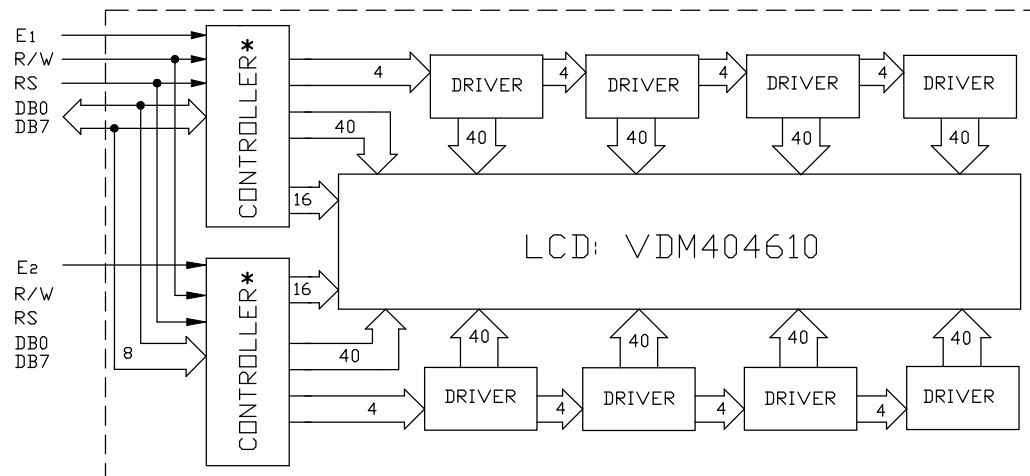 E1
R/W
RS
DB0
DB7
CONTROLLER*
4
DRIVER
4
DRIVER
4
DRIVER
4
DRIVER
40
40
40
40
40
16
LCD: VDM404610
E2
R/W
RS
DB0
DB7
8
CONTROLLER*
16
40
40
40
40
40
4
DRIVER
4
DRIVER
4
DRIVER
4
DRIVER